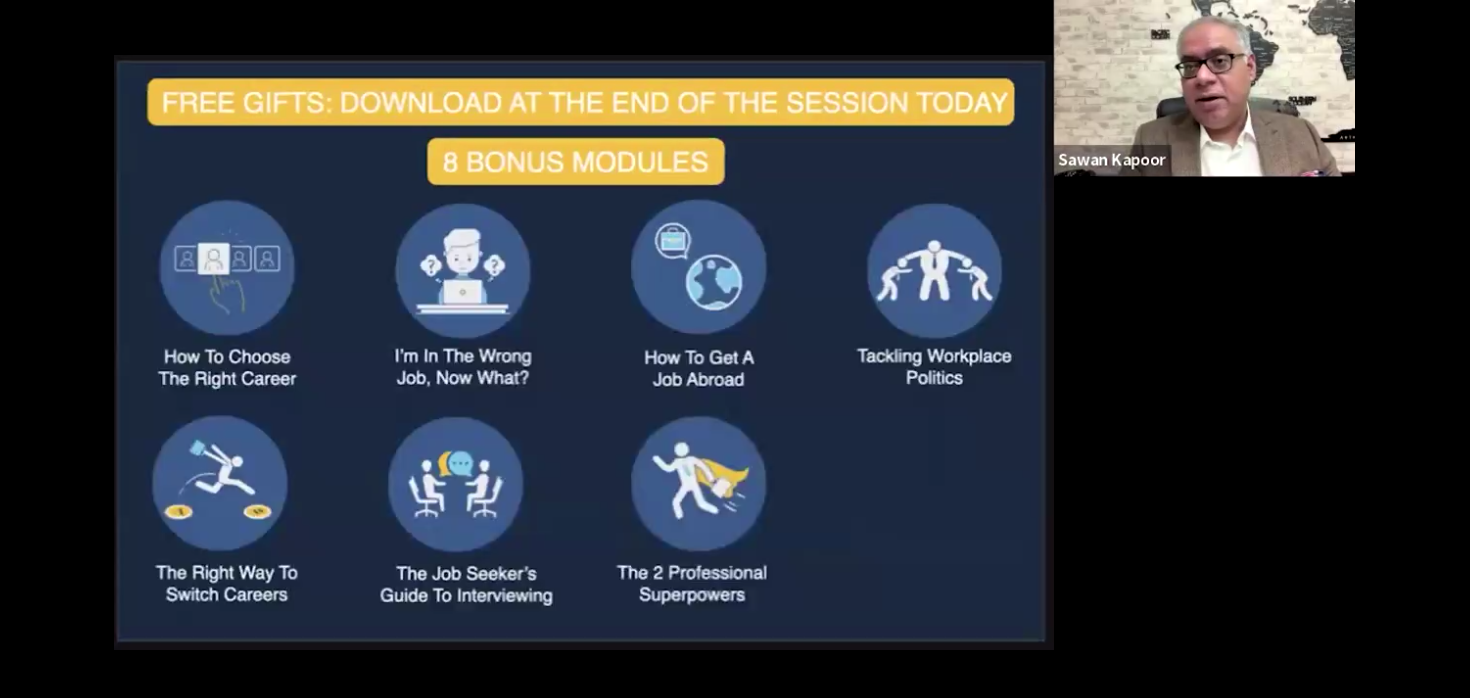 FREE GIFTS: DOWNLOAD AT THE END OF THE SESSION TODAY
8 BONUS MODULES
How To Choose
The Right Career
I'm In The Wrong
Job, Now What?
How To Get A
Job Abroad
Tackling Workplace
Politics
The Right Way To
Switch Careers
The Job Seeker's
Guide To Interviewing
The 2 Professional
Superpowers
Sawan Kapoor